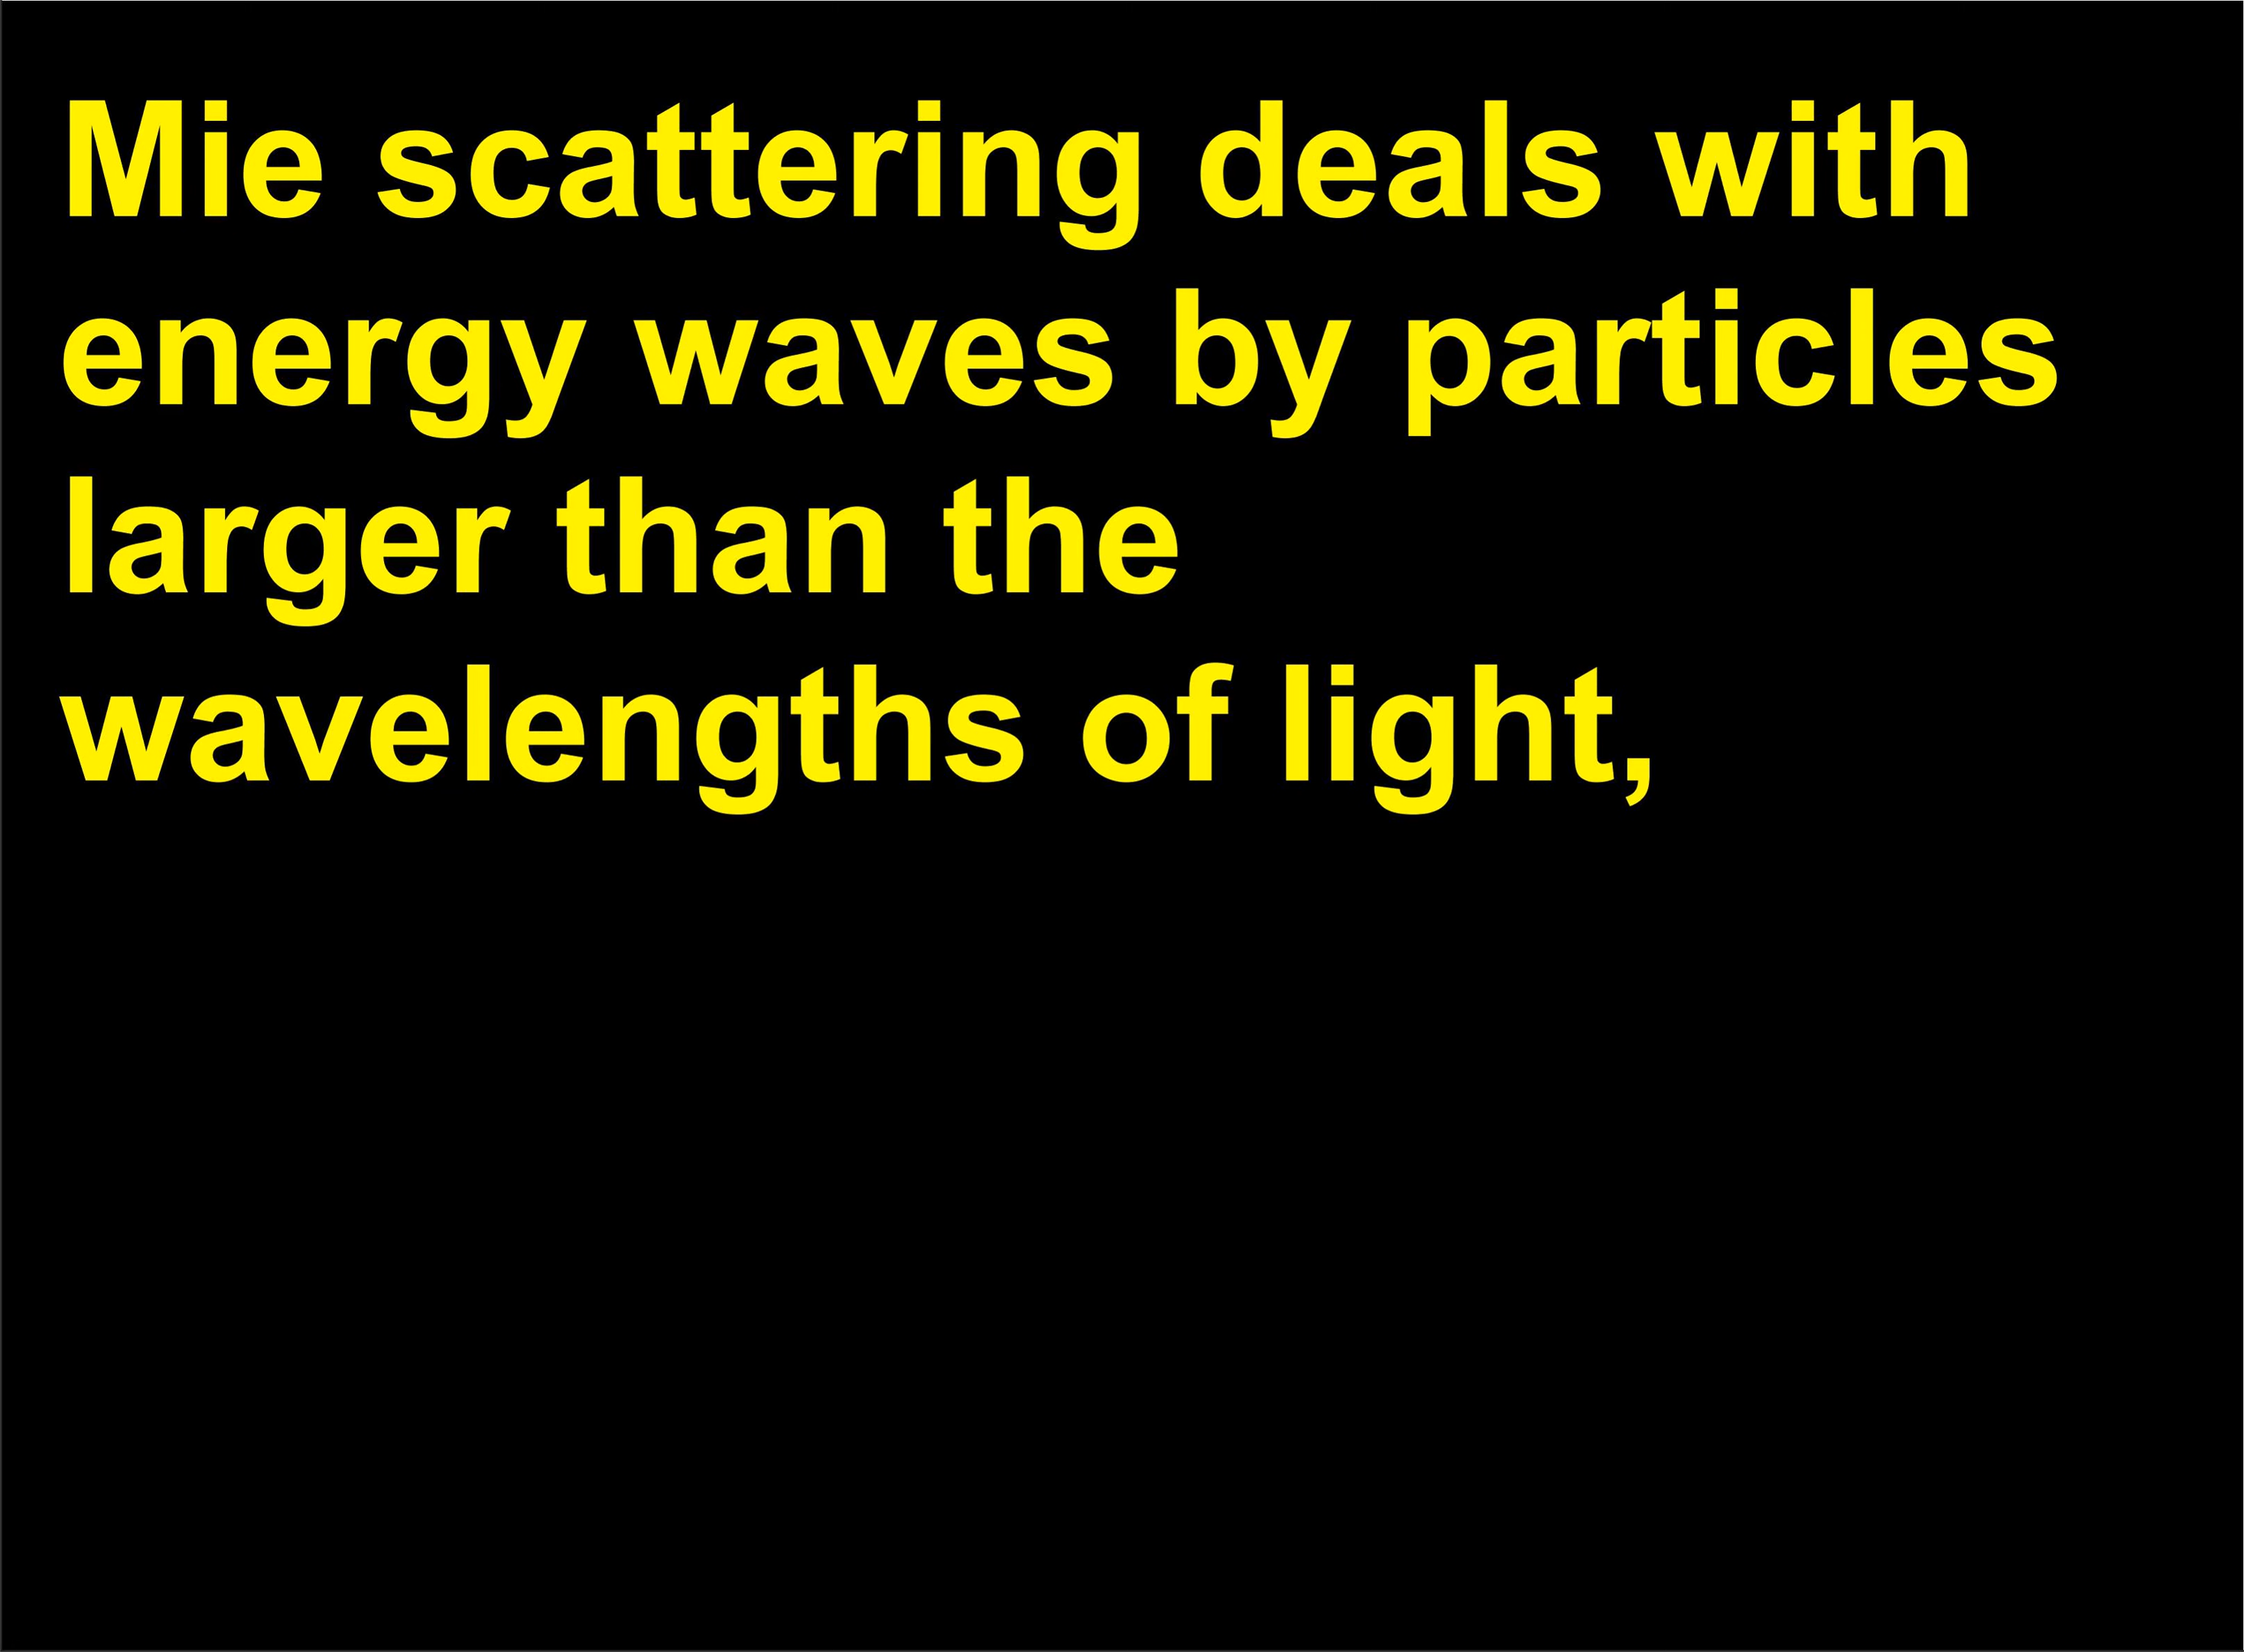 Mie scattering deals with
energy waves by particles
larger than the
wavelengths of light,